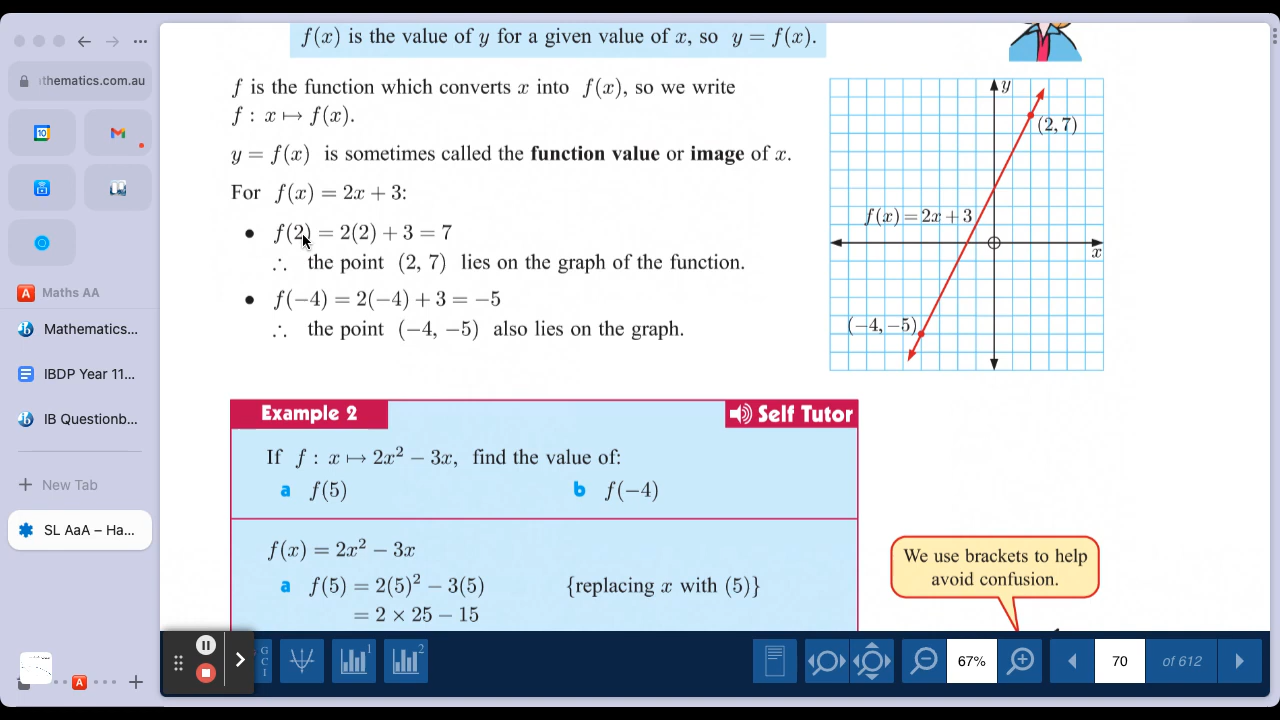 f(x) is the value of y for a given value of x, so y = f(x).
f is the function which converts x into f(x), so we write
f : x ↦ f(x).
y = f(x) is sometimes called the function value or image of x.
For f(x) = 2x + 3:
• f(2) = 2(2) + 3 = 7
∴ the point (2, 7) lies on the graph of the function.
• f(−4) = 2(−4) + 3 = −5
∴ the point (−4, −5) also lies on the graph.
y
(2, 7)
f(x) = 2x + 3
x
(−4, −5)
Example 2
Self Tutor
If f : x ↦ 2x² − 3x, find the value of:
a f(5)
b f(−4)
f(x) = 2x² − 3x
a f(5) = 2(5)² − 3(5) {replacing x with (5)}
= 2 × 25 − 15
We use brackets to help
avoid confusion.
thematics.com.au
10
Maths AA
Mathematics...
IBDP Year 11...
IB Questionb...
New Tab
SL AaA – Ha...
A
G
C
I
1
2
67%
70
of 612